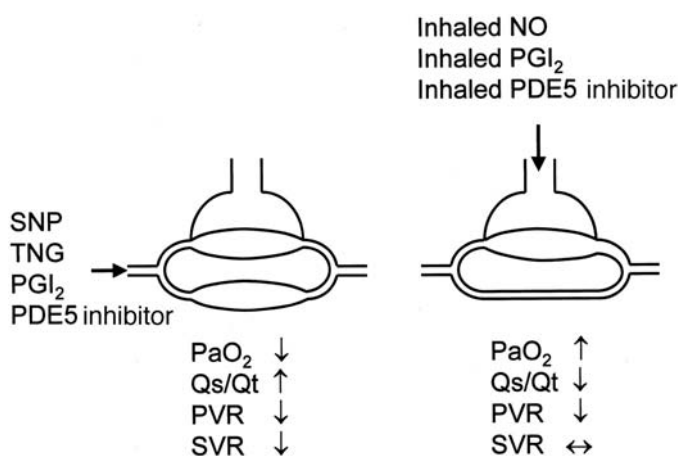 Inhaled NO
Inhaled PGI₂
Inhaled PDE5 inhibitor
SNP
TNG
PGI₂
PDE5 inhibitor
PaO₂ ↓
Qs/Qt ↑
PVR ↓
SVR ↓
PaO₂ ↑
Qs/Qt ↓
PVR ↓
SVR ↔